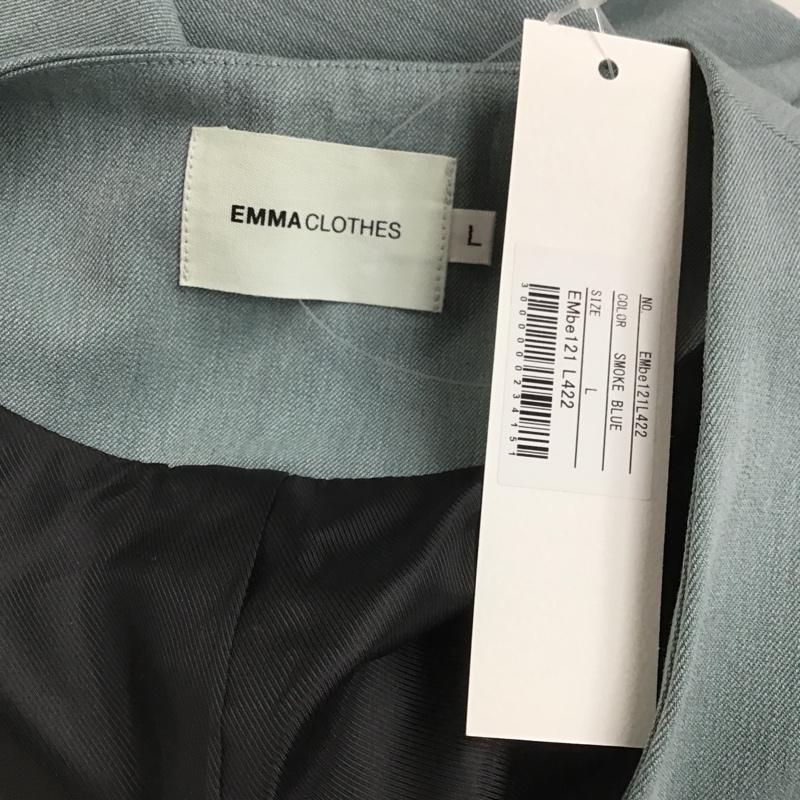 EMMA CLOTHES
L
NO. EMbe121L422
COLOR SMOKE BLUE
SIZE L
EMbe121 L422
3000000234151